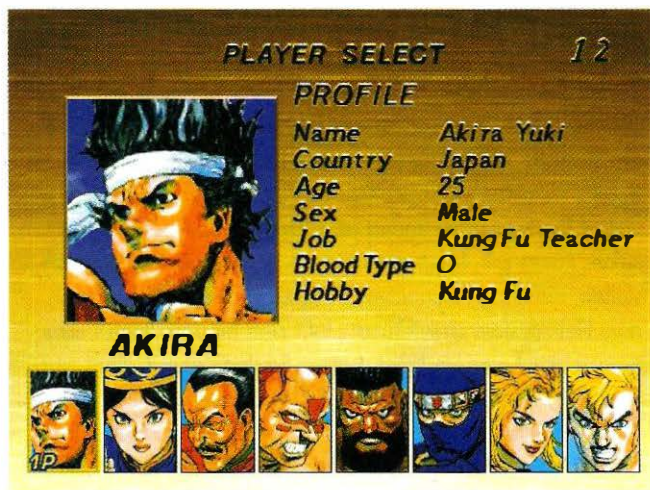 PLAYER SELECT 12
PROFILE
Name Akira Yuki
Country Japan
Age 25
Sex Male
Job Kung Fu Teacher
Blood Type O
Hobby Kung Fu
AKIRA
1P